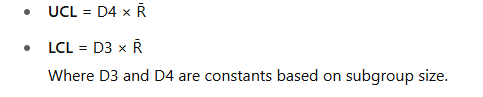 • UCL = D4 × R̄
• LCL = D3 × R̄
Where D3 and D4 are constants based on subgroup size.